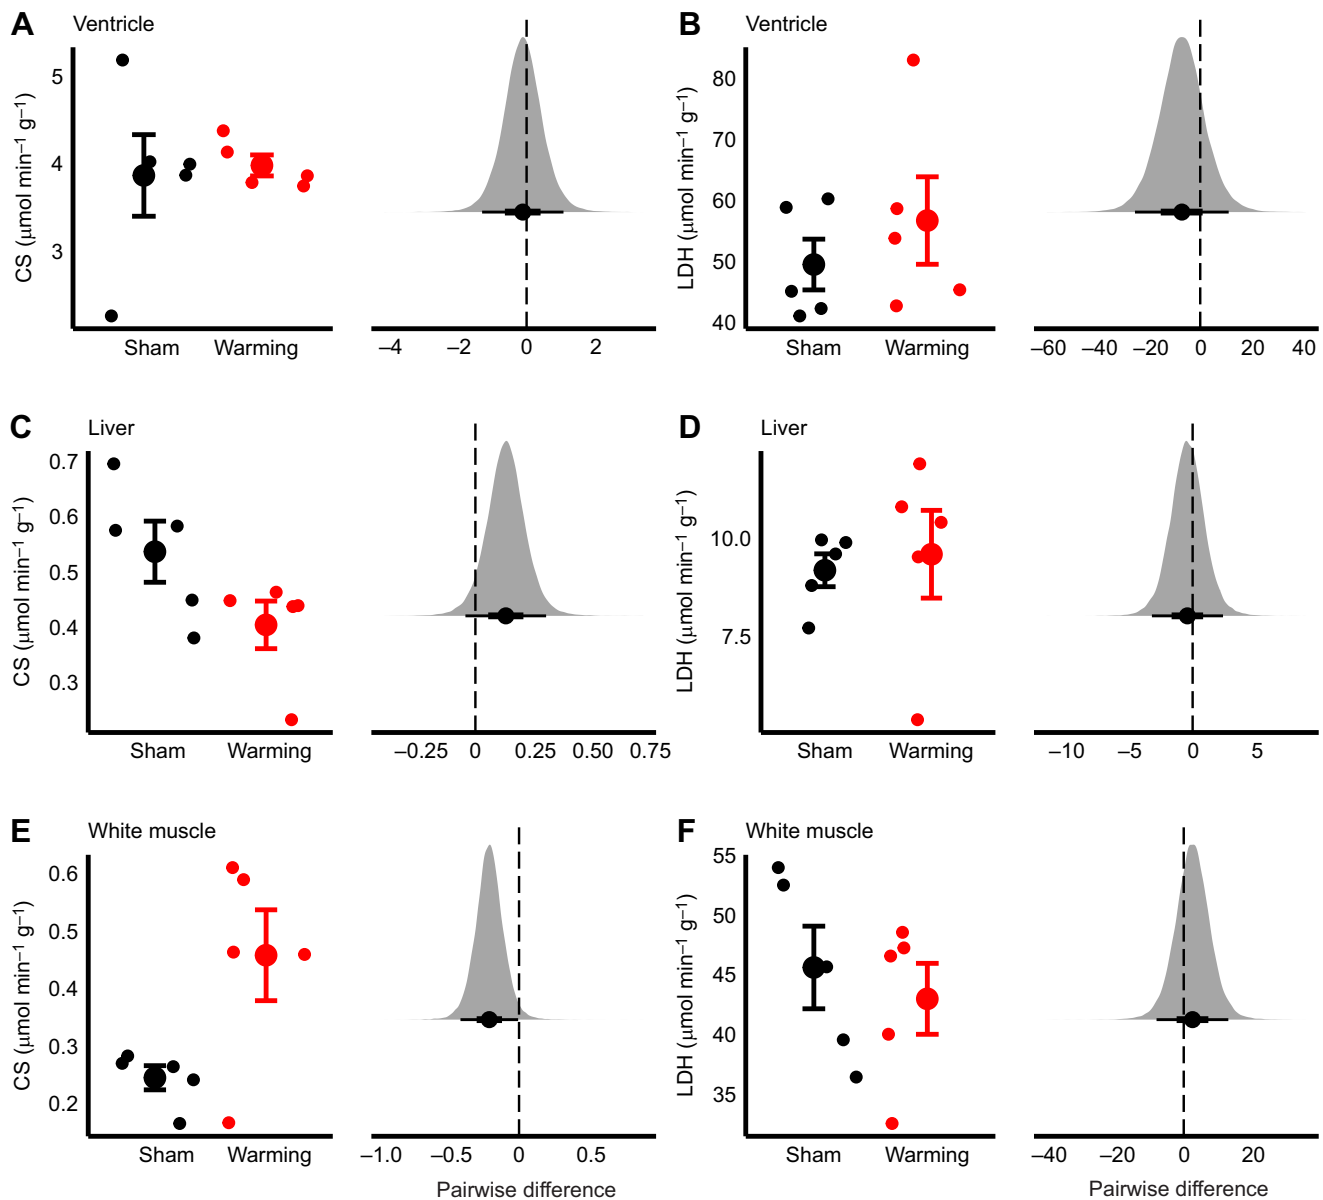 A Ventricle
CS (μmol min⁻¹ g⁻¹)
5
4
3
Sham Warming
–4 –2 0 2
B Ventricle
LDH (μmol min⁻¹ g⁻¹)
80
70
60
50
40
Sham Warming
–60 –40 –20 0 20 40
C Liver
CS (μmol min⁻¹ g⁻¹)
0.7
0.6
0.5
0.4
0.3
Sham Warming
–0.25 0 0.25 0.50 0.75
D Liver
LDH (μmol min⁻¹ g⁻¹)
10.0
7.5
Sham Warming
–10 –5 0 5
E White muscle
CS (μmol min⁻¹ g⁻¹)
0.6
0.5
0.4
0.3
0.2
Sham Warming
–1.0 –0.5 0 0.5
Pairwise difference
F White muscle
LDH (μmol min⁻¹ g⁻¹)
55
50
45
40
35
Sham Warming
–40 –20 0 20
Pairwise difference